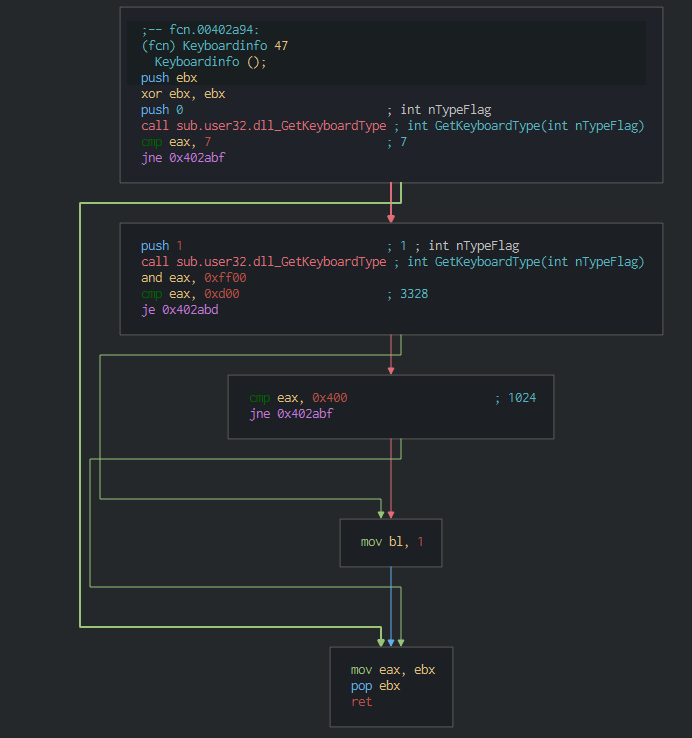 ;-- fcn.00402a94:
(fcn) Keyboardinfo 47
Keyboardinfo ();
push ebx
xor ebx, ebx
push 0 ; int nTypeFlag
call sub.user32.dll_GetKeyboardType ; int GetKeyboardType(int nTypeFlag)
cmp eax, 7 ; 7
jne 0x402abf
push 1 ; 1 ; int nTypeFlag
call sub.user32.dll_GetKeyboardType ; int GetKeyboardType(int nTypeFlag)
and eax, 0xff00
cmp eax, 0xd00 ; 3328
je 0x402abd
cmp eax, 0x400 ; 1024
jne 0x402abf
mov bl, 1
mov eax, ebx
pop ebx
ret